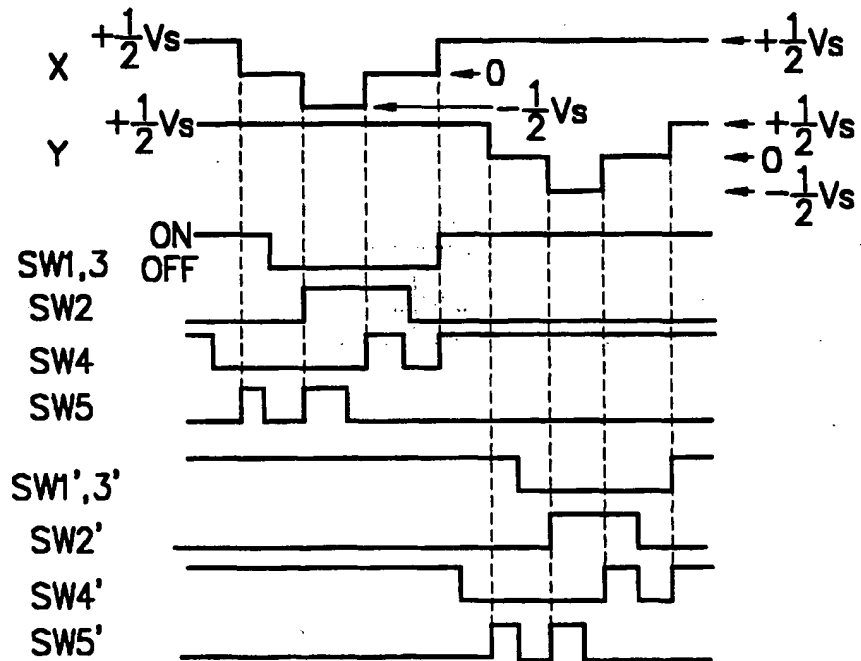 +1/2Vs
X
+1/2Vs
0
-1/2Vs
+1/2Vs
Y
+1/2Vs
0
-1/2Vs
ON
OFF
SW1,3
SW2
SW4
SW5
SW1',3'
SW2'
SW4'
SW5'